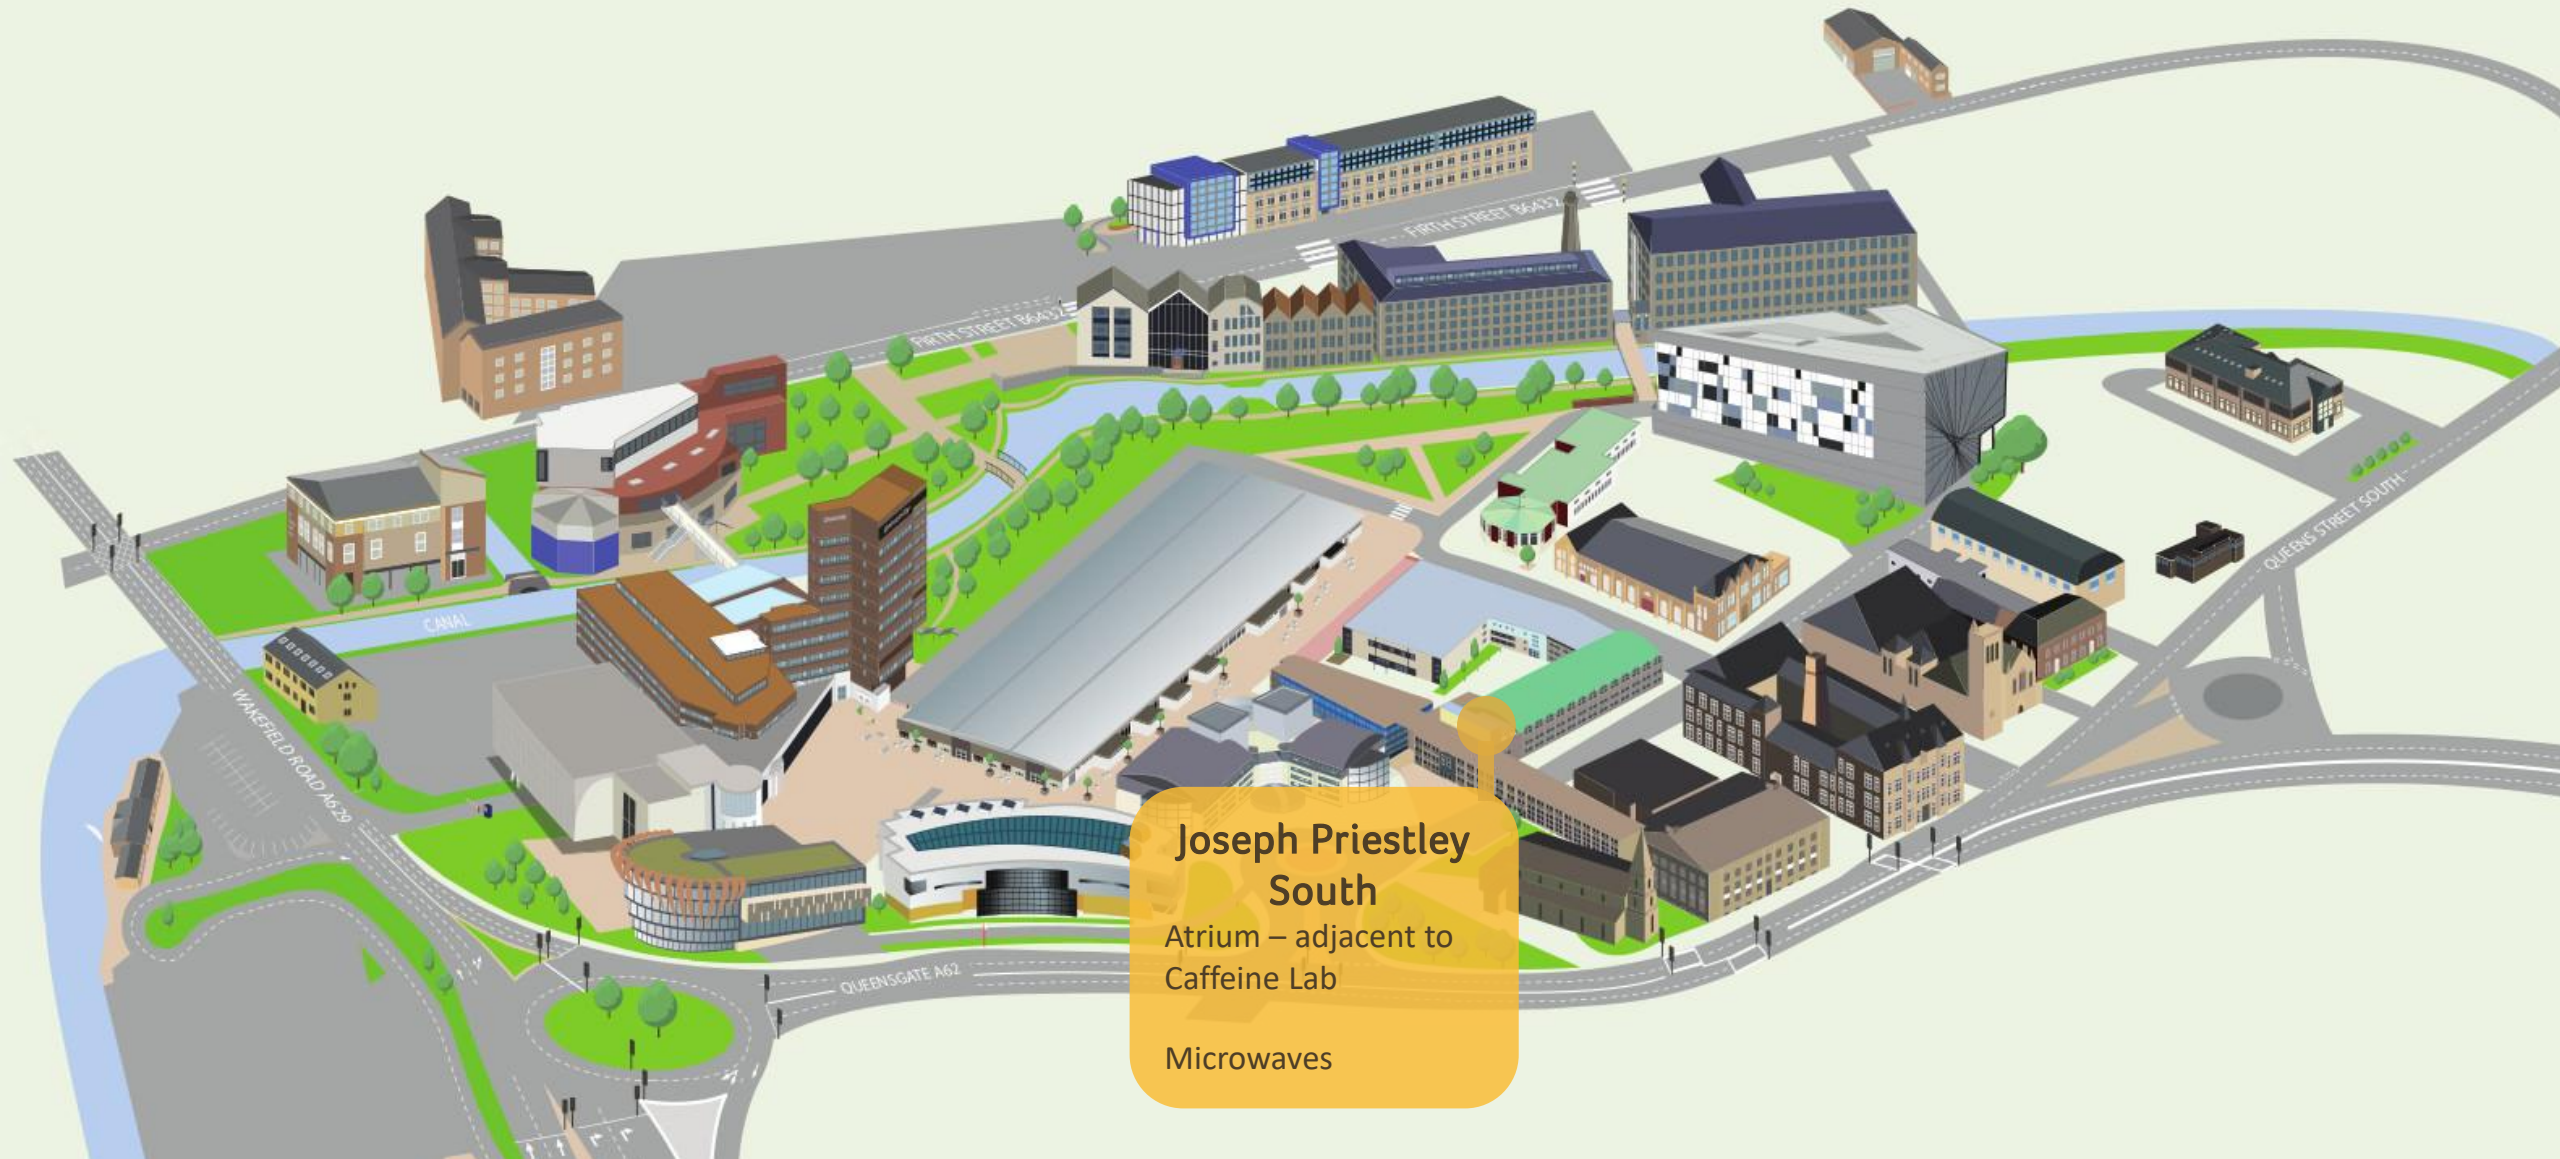 FIRTH STREET B6432
FIRTH STREET B6432
QUEENS STREET SOUTH
CANAL
WAKEFIELD ROAD A629
Joseph Priestley
South
Atrium – adjacent to
Caffeine Lab
Microwaves
QUEENSGATE A62